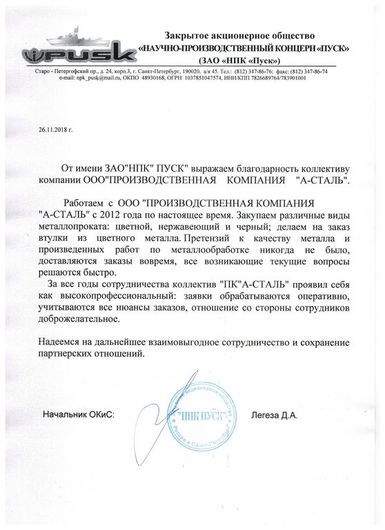 Закрытое акционерное общество
PUSK
«НАУЧНО-ПРОИЗВОДСТВЕННЫЙ КОНЦЕРН «ПУСК»
(ЗАО «НПК «Пуск»)
Старо - Петергофский пр., д. 24, корп.3, г. Санкт-Петербург, 190020, а/я 45. Тел.: (812) 347-86-76; факс: (812) 347-86-74
e-mail: npk_pusk@mail.ru, ОКПО 48930168, ОГРН 1037851047574, ИНН/КПП 7826689764/783901001
26.11.2018 г.
От имени ЗАО"НПК" ПУСК" выражаем благодарность коллективу
компании ООО"ПРОИЗВОДСТВЕННАЯ КОМПАНИЯ "А-СТАЛЬ".
Работаем с ООО "ПРОИЗВОДСТВЕННАЯ КОМПАНИЯ
"А-СТАЛЬ" с 2012 года по настоящее время. Закупаем различные виды
металлопроката: цветной, нержавеющий и черный; делаем на заказ
втулки из цветного металла. Претензий к качеству металла и
произведенных работ по металлообработке никогда не было,
доставляются заказы вовремя, все возникающие текущие вопросы
решаются быстро.
За все годы сотрудничества коллектив "ПК"А-СТАЛЬ" проявил себя
как высокопрофессиональный: заявки обрабатываются оперативно,
учитываются все нюансы заказов, отношение со стороны сотрудников
доброжелательное.
Надеемся на дальнейшее взаимовыгодное сотрудничество и сохранение
партнерских отношений.
Начальник ОКиС:
"НПК ПУСК"
Легеза Д.А.